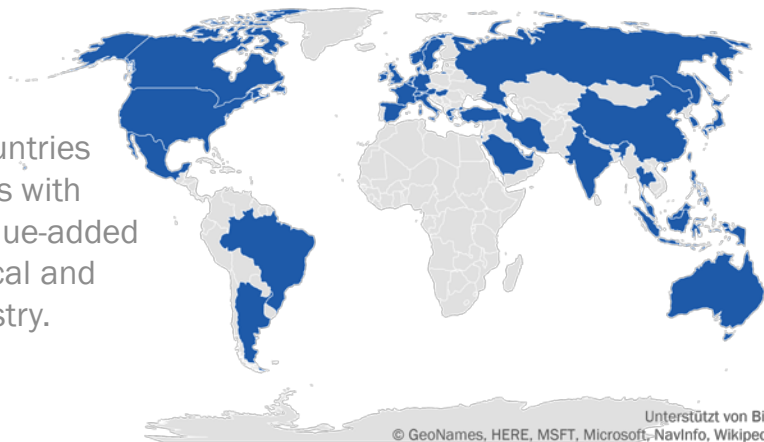 untries
s with
ue-added
cal and
stry.
Unterstützt von Bi
© GeoNames, HERE, MSFT, Microsoft, NavInfo, Wikiped